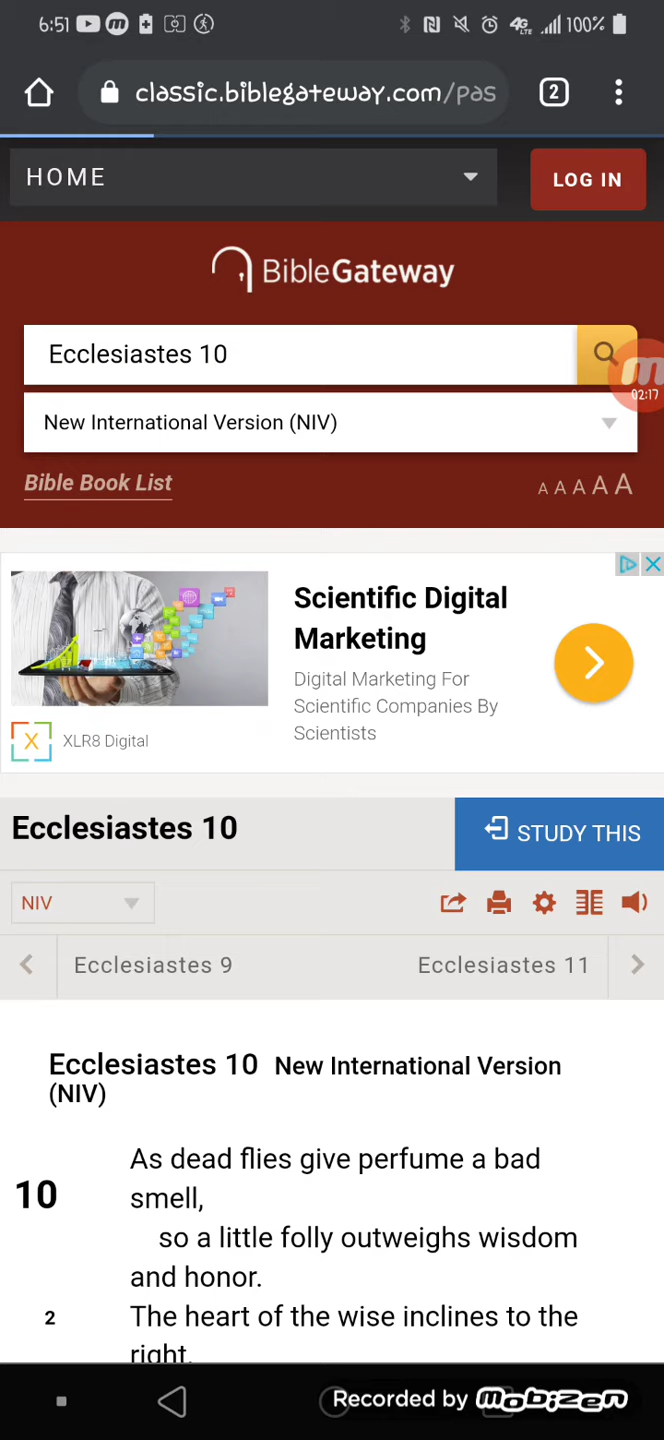 6:51
4G LTE 100%
classic.biblegateway.com/pas
2
HOME
LOG IN
BibleGateway
Ecclesiastes 10
02:17
New International Version (NIV)
Bible Book List
A A A A A
Scientific Digital
Marketing
Digital Marketing For
Scientific Companies By
Scientists
X XLR8 Digital
Ecclesiastes 10
STUDY THIS
NIV
Ecclesiastes 9
Ecclesiastes 11
Ecclesiastes 10 New International Version
(NIV)
10 As dead flies give perfume a bad
smell,
so a little folly outweighs wisdom
and honor.
2 The heart of the wise inclines to the
right,
Recorded by mobizen